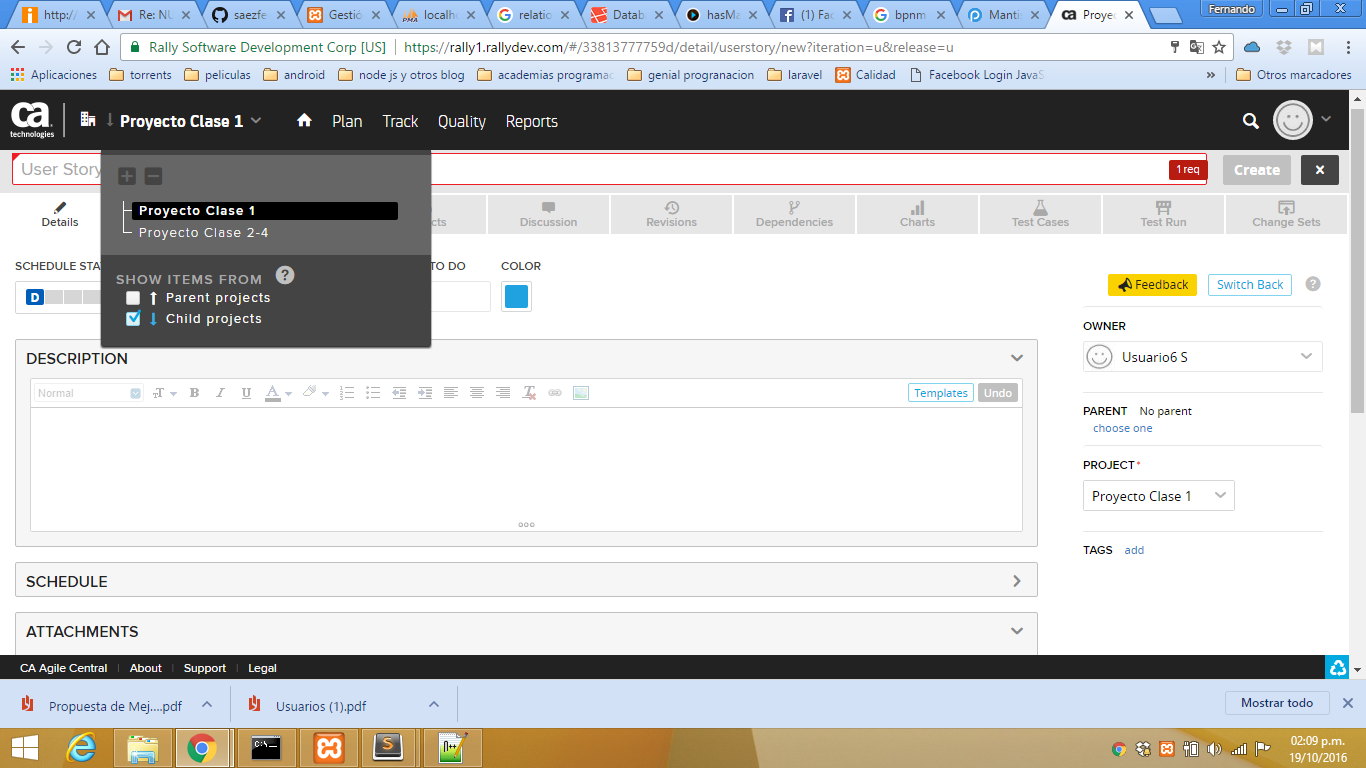 http:/
Re: NU
saezfe
Gestió
localh
relatio
Datab
hasMa
(1) Fac
bpnm
Manti
Proye
Fernando
Rally Software Development Corp [US]
https://rally1.rallydev.com/#/33813777759d/detail/userstory/new?iteration=u&release=u
Aplicaciones
torrents
peliculas
android
node js y otros blog
academias programac
genial progranacion
laravel
Calidad
Facebook Login JavaS
»
Otros marcadores
ca
technologies
Proyecto Clase 1
Plan
Track
Quality
Reports
User Story
1 req
Create
×
Proyecto Clase 1
Proyecto Clase 2-4
SHOW ITEMS FROM ?
Parent projects
Child projects
Details
cts
Discussion
Revisions
Dependencies
Charts
Test Cases
Test Run
Change Sets
SCHEDULE STA
TO DO
COLOR
D
Feedback
Switch Back
?
OWNER
Usuario6 S
PARENT No parent
choose one
PROJECT*
Proyecto Clase 1
TAGS add
DESCRIPTION
Normal
Templates
Undo
SCHEDULE
ATTACHMENTS
CA Agile Central
About
Support
Legal
Propuesta de Mej....pdf
Usuarios (1).pdf
Mostrar todo
02:09 p.m.
19/10/2016